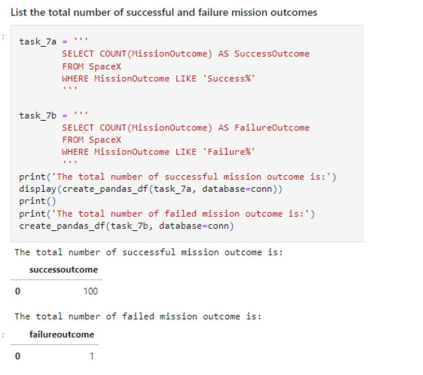 List the total number of successful and failure mission outcomes
task_7a = '''
SELECT COUNT(MissionOutcome) AS SuccessOutcome
FROM SpaceX
WHERE MissionOutcome LIKE 'Success%'
'''
task_7b = '''
SELECT COUNT(MissionOutcome) AS FailureOutcome
FROM SpaceX
WHERE MissionOutcome LIKE 'Failure%'
'''
print('The total number of successful mission outcome is:')
display(create_pandas_df(task_7a, database=conn))
print()
print('The total number of failed mission outcome is:')
create_pandas_df(task_7b, database=conn)
The total number of successful mission outcome is:
successoutcome
0 100
The total number of failed mission outcome is:
failureoutcome
0 1